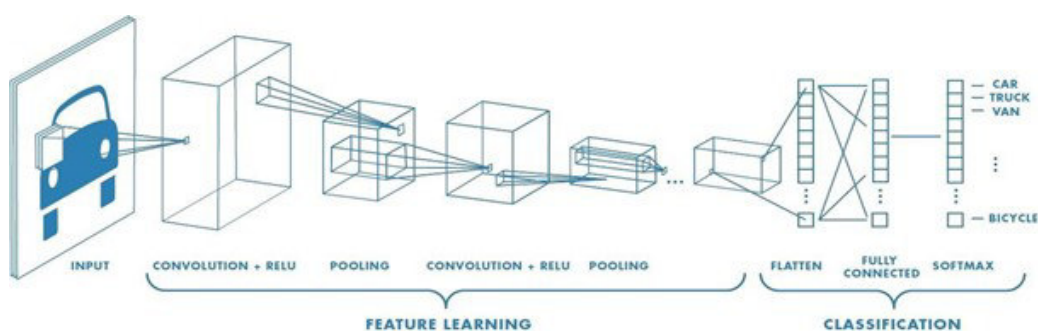 CAR
TRUCK
VAN
BICYCLE
INPUT
CONVOLUTION + RELU
POOLING
CONVOLUTION + RELU
POOLING
FLATTEN
FULLY
CONNECTED
SOFTMAX
FEATURE LEARNING
CLASSIFICATION